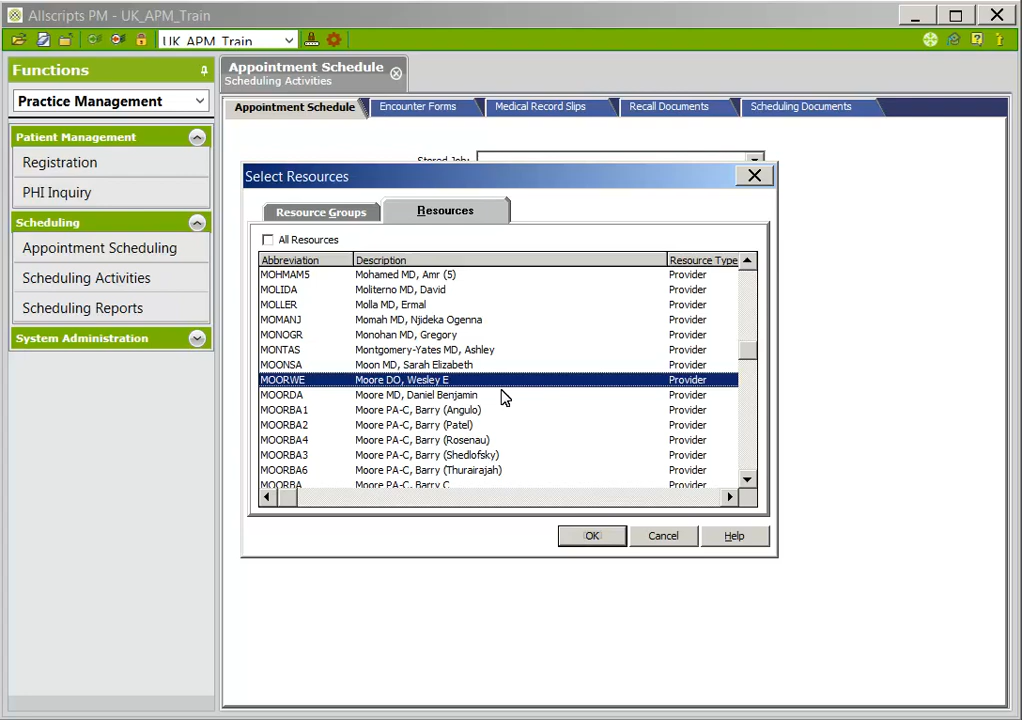 Allscripts PM - UK_APM_Train
UK_APM_Train
Functions
Practice Management
Patient Management
Registration
PHI Inquiry
Scheduling
Appointment Scheduling
Scheduling Activities
Scheduling Reports
System Administration
Appointment Schedule
Scheduling Activities
Appointment Schedule Encounter Forms Medical Record Slips Recall Documents Scheduling Documents
Stored Job:
Select Resources
Resource Groups Resources
All Resources
Abbreviation Description Resource Type
MOHMAM5 Mohamed MD, Amr (5) Provider
MOLIDA Moliterno MD, David Provider
MOLLER Molla MD, Ermal Provider
MOMANJ Momah MD, Njideka Ogenna Provider
MONOGR Monohan MD, Gregory Provider
MONTAS Montgomery-Yates MD, Ashley Provider
MOONSA Moon MD, Sarah Elizabeth Provider
MOORWE Moore DO, Wesley E Provider
MOORDA Moore MD, Daniel Benjamin Provider
MOORBA1 Moore PA-C, Barry (Angulo) Provider
MOORBA2 Moore PA-C, Barry (Patel) Provider
MOORBA4 Moore PA-C, Barry (Rosenau) Provider
MOORBA3 Moore PA-C, Barry (Shedlofsky) Provider
MOORBA6 Moore PA-C, Barry (Thurairajah) Provider
MOORBA Moore PA-C, Barry C Provider
OK Cancel Help